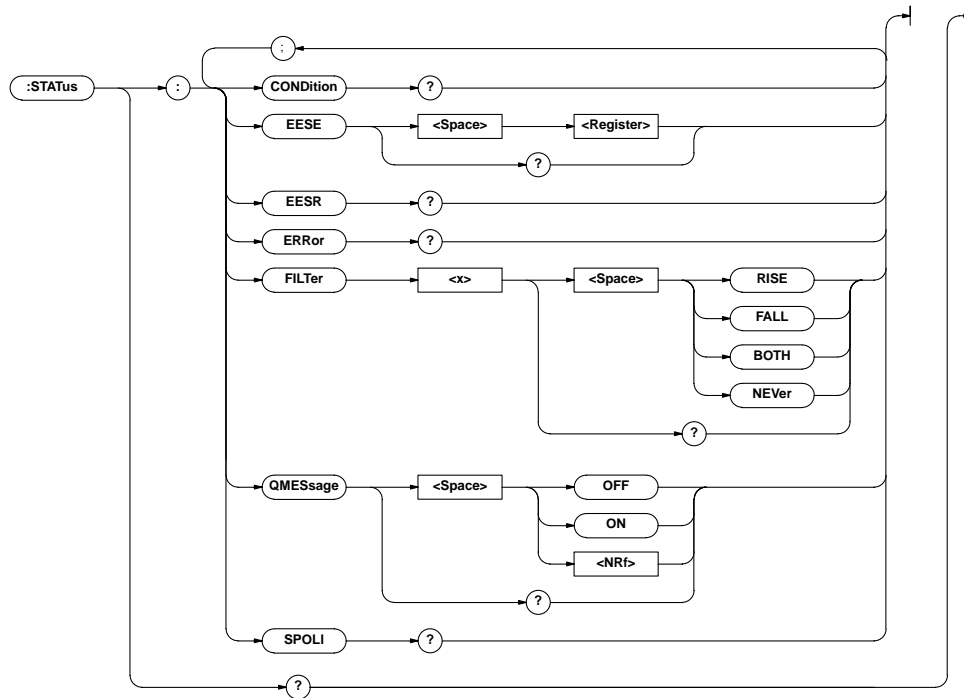 ;
:STATus : CONDition ?
EESE <Space> <Register>
?
EESR ?
ERRor ?
FILTer <x> <Space> RISE
FALL
BOTH
NEVer
?
QMESsage <Space> OFF
ON
<NRf>
?
SPOLl ?
?